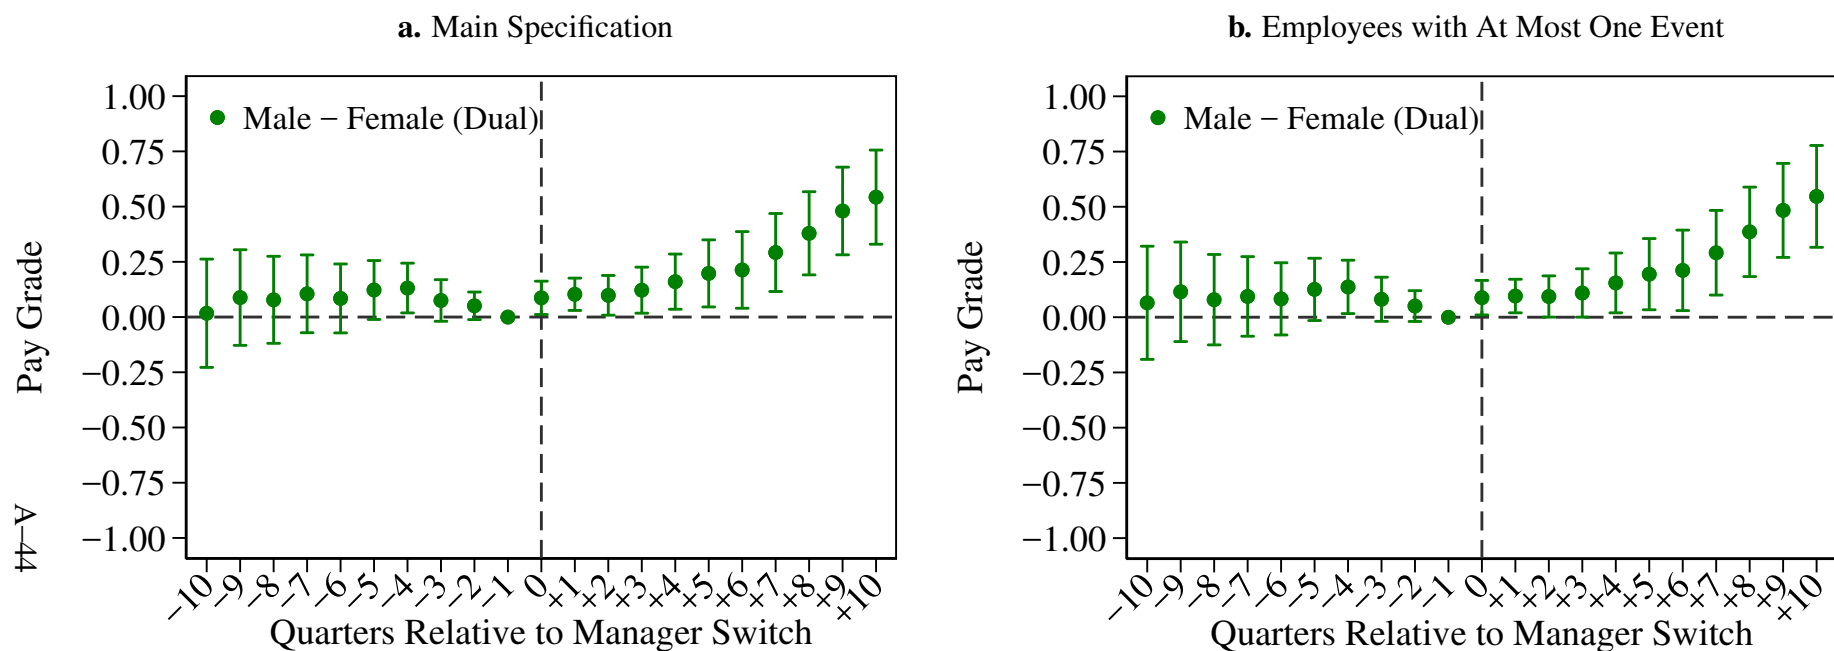 a. Main Specification
1.00
0.75
0.50
0.25
0.00
−0.25
−0.50
−0.75
−1.00
Pay Grade
Male − Female (Dual)
−10 −9 −8 −7 −6 −5 −4 −3 −2 −1 0 +1 +2 +3 +4 +5 +6 +7 +8 +9 +10
Quarters Relative to Manager Switch
b. Employees with At Most One Event
1.00
0.75
0.50
0.25
0.00
−0.25
−0.50
−0.75
−1.00
Pay Grade
Male − Female (Dual)
−10 −9 −8 −7 −6 −5 −4 −3 −2 −1 0 +1 +2 +3 +4 +5 +6 +7 +8 +9 +10
Quarters Relative to Manager Switch
A–44